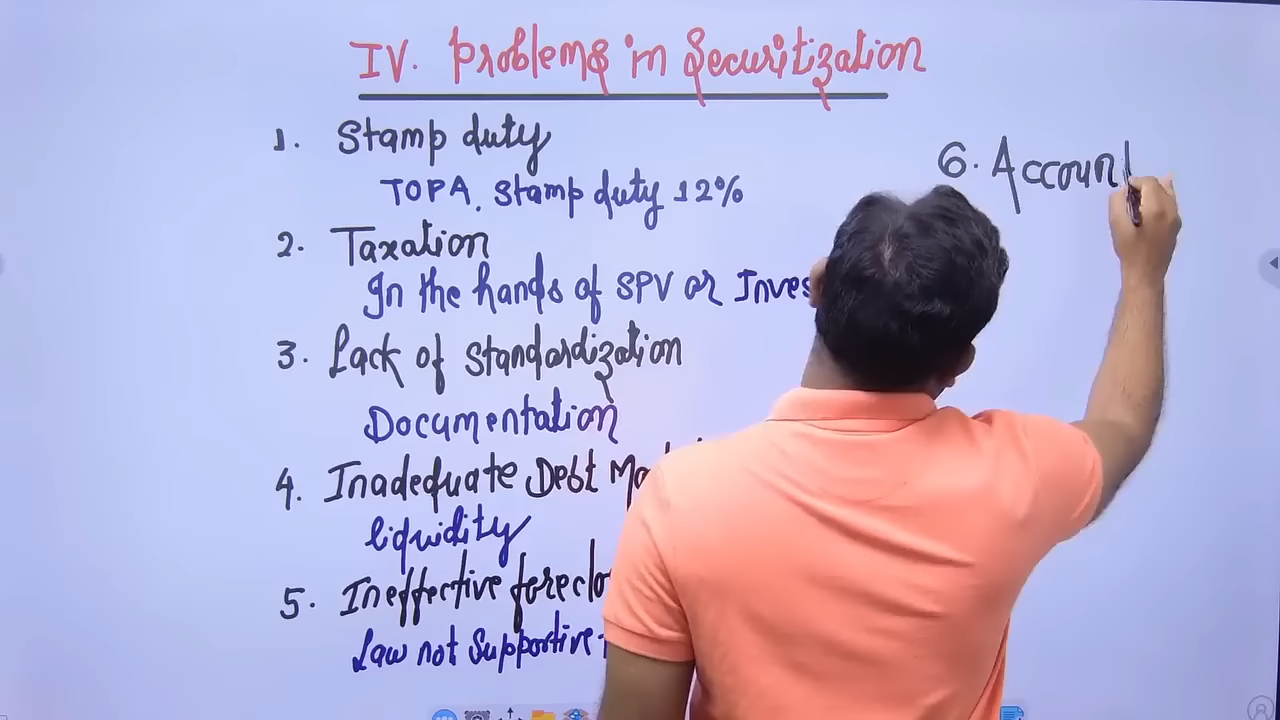 IV. Problems in Securitization
1. Stamp duty
TOPA. Stamp duty 12%
2. Taxation
In the hands of SPV or Inves
3. Lack of Standardization
Documentation
4. Inadequate Debt Ma
liquidity
5. Ineffective foreclo
Law not Supportive
6. Account